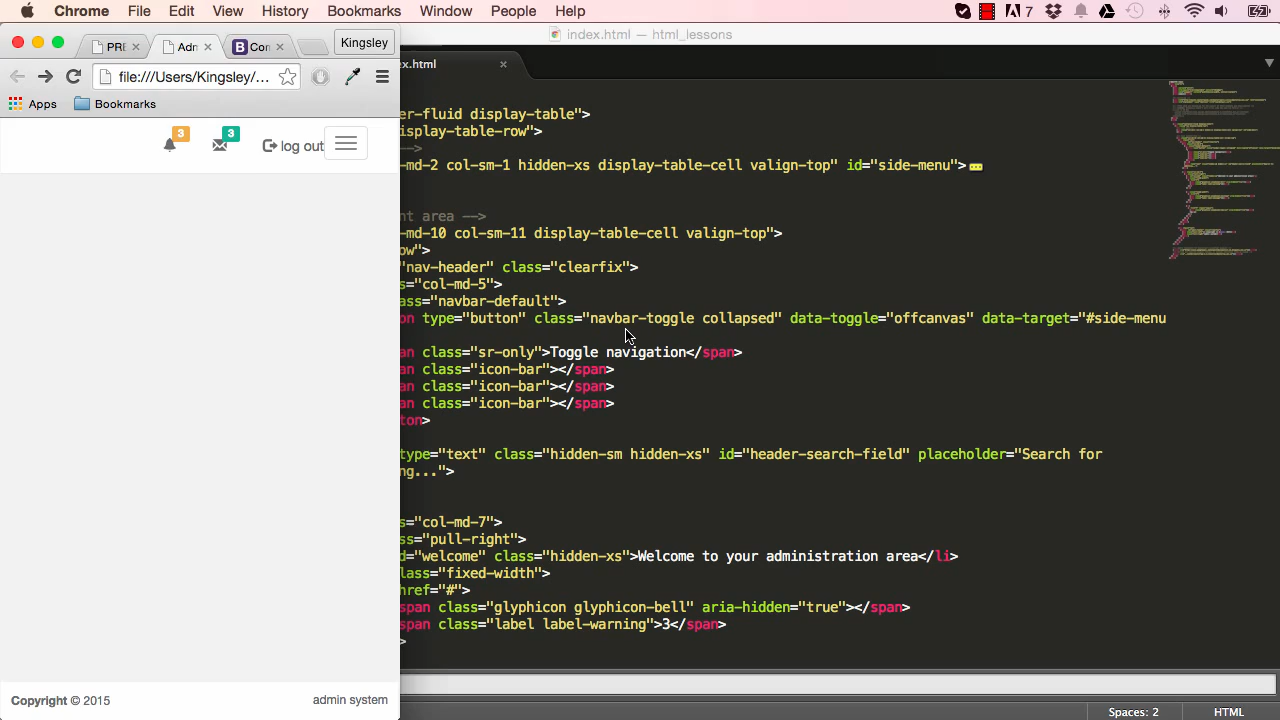 Chrome File Edit View History Bookmarks Window People Help 7
index.html — html_lessons
PRE Adn Con Kingsley
ex.html
file:///Users/Kingsley/...
Apps Bookmarks
3 3 log out
er-fluid display-table">
isplay-table-row">
-->
-md-2 col-sm-1 hidden-xs display-table-cell valign-top" id="side-menu">
nt area -->
-md-10 col-sm-11 display-table-cell valign-top">
ow">
"nav-header" class="clearfix">
s="col-md-5">
ass="navbar-default">
on type="button" class="navbar-toggle collapsed" data-toggle="offcanvas" data-target="#side-menu
an class="sr-only">Toggle navigation</span>
an class="icon-bar"></span>
an class="icon-bar"></span>
an class="icon-bar"></span>
ton>
type="text" class="hidden-sm hidden-xs" id="header-search-field" placeholder="Search for
ng...">
s="col-md-7">
ss="pull-right">
d="welcome" class="hidden-xs">Welcome to your administration area</li>
lass="fixed-width">
href="#">
span class="glyphicon glyphicon-bell" aria-hidden="true"></span>
span class="label label-warning">3</span>
>
Copyright © 2015 admin system
Spaces: 2 HTML